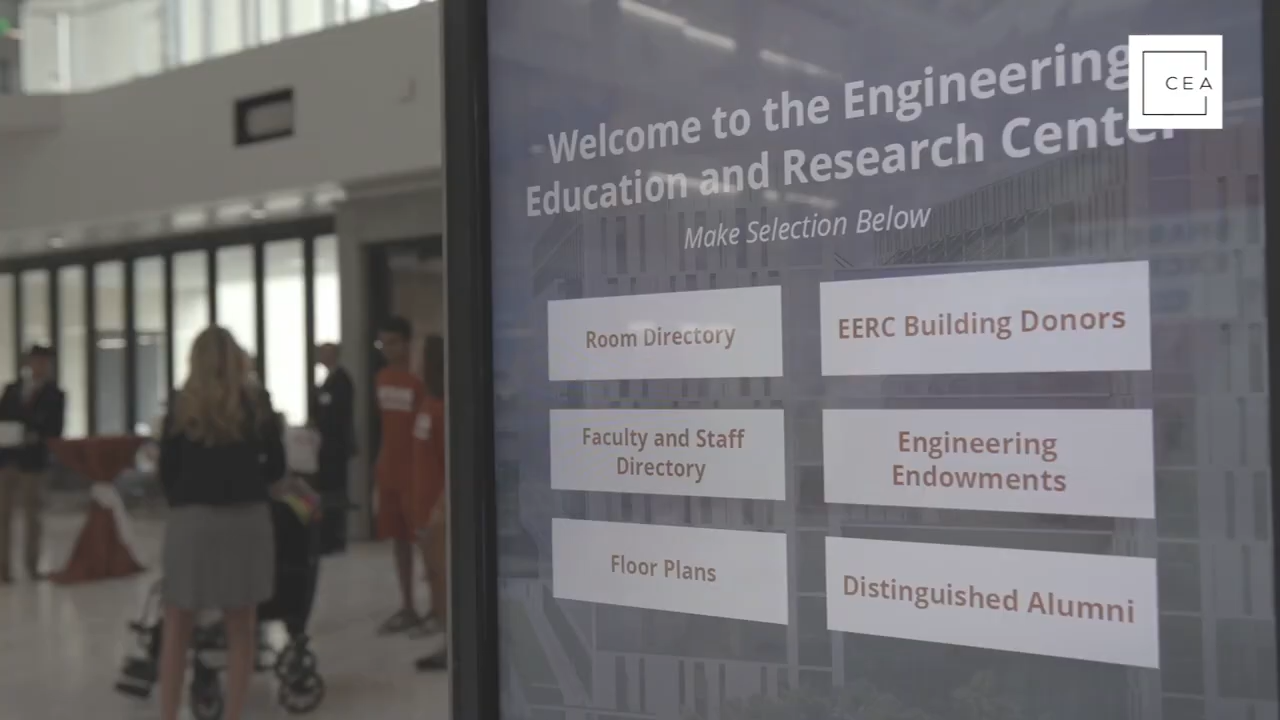 Welcome to the Engineering
Education and Research Center
Make Selection Below
CEA
Room Directory
EERC Building Donors
Faculty and Staff
Directory
Engineering
Endowments
Floor Plans
Distinguished Alumni